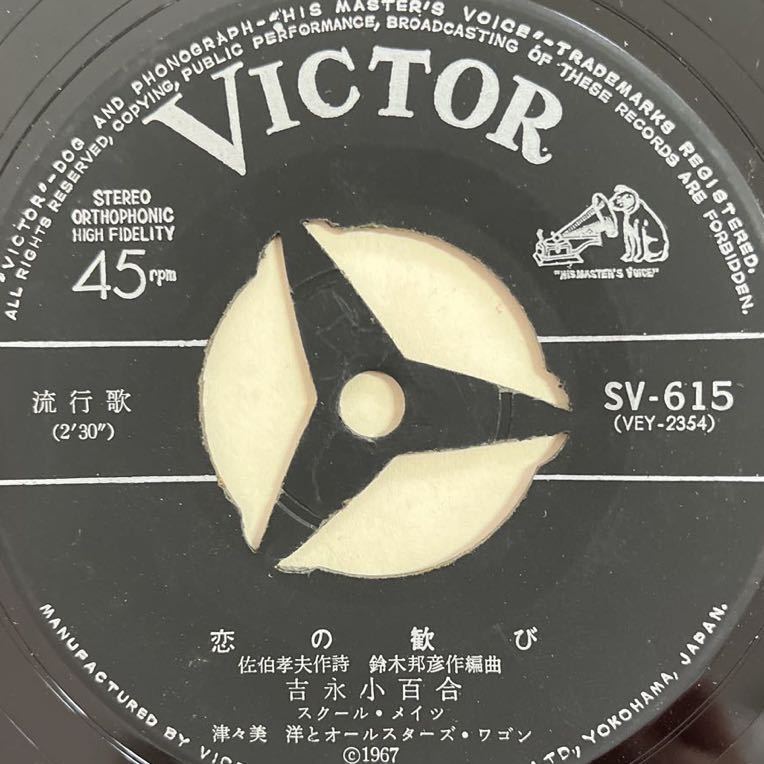 "VICTOR",-DOG AND PHONOGRAPH-"HIS MASTER'S VOICE"-TRADEMARKS REGISTERED.
ALL RIGHTS RESERVED, COPYING, PUBLIC PERFORMANCE, BROADCASTING OF THESE RECORDS ARE FORBIDDEN.
VICTOR
STEREO
ORTHOPHONIC
HIGH FIDELITY
45 rpm
"HIS MASTER'S VOICE"
流行歌
(2'30")
SV-615
(VEY-2354)
恋の歓び
佐伯孝夫作詩 鈴木邦彦作編曲
吉永小百合
スクール・メイツ
津々美 洋とオールスターズ・ワゴン
©1967
MANUFACTURED BY VIC LTD., YOKOHAMA, JAPAN.